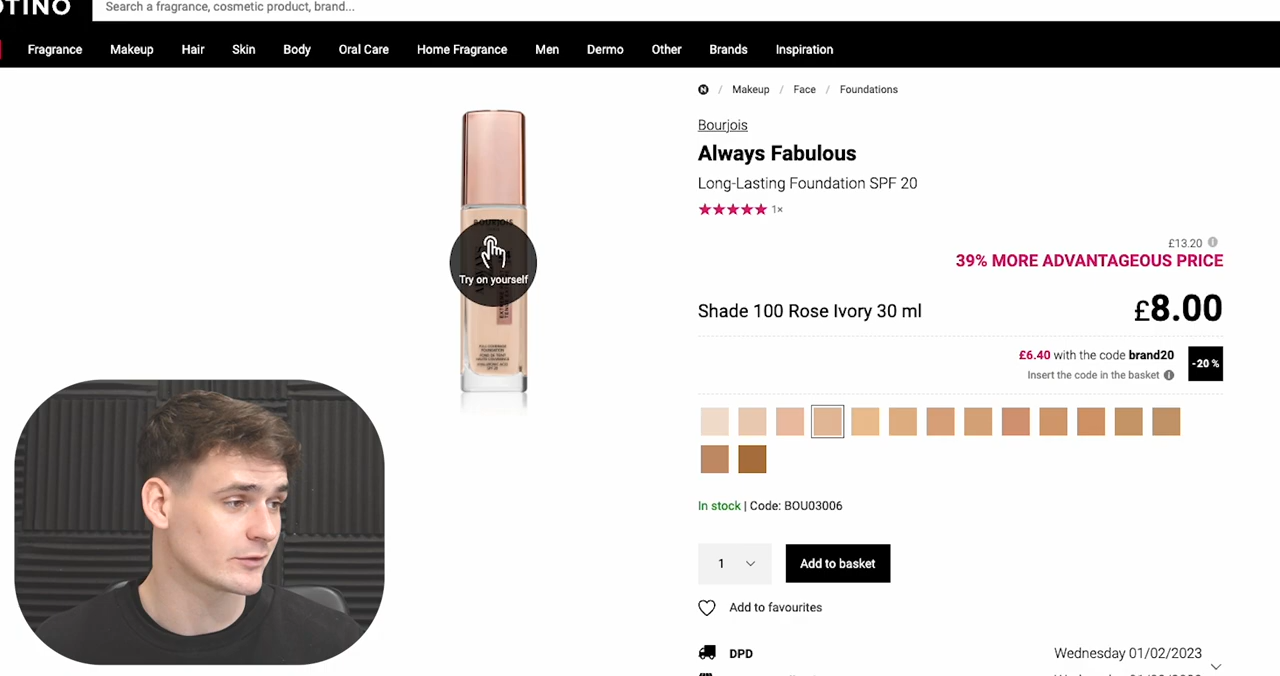 OTINO
Search a fragrance, cosmetic product, brand...
Fragrance Makeup Hair Skin Body Oral Care Home Fragrance Men Dermo Other Brands Inspiration
/ Makeup / Face / Foundations
Bourjois
Always Fabulous
Long-Lasting Foundation SPF 20
1×
£13.20
39% MORE ADVANTAGEOUS PRICE
Shade 100 Rose Ivory 30 ml
£8.00
£6.40 with the code brand20
Insert the code in the basket
-20 %
BOURJOIS
Try on yourself
In stock | Code: BOU03006
1
Add to basket
Add to favourites
DPD
Wednesday 01/02/2023